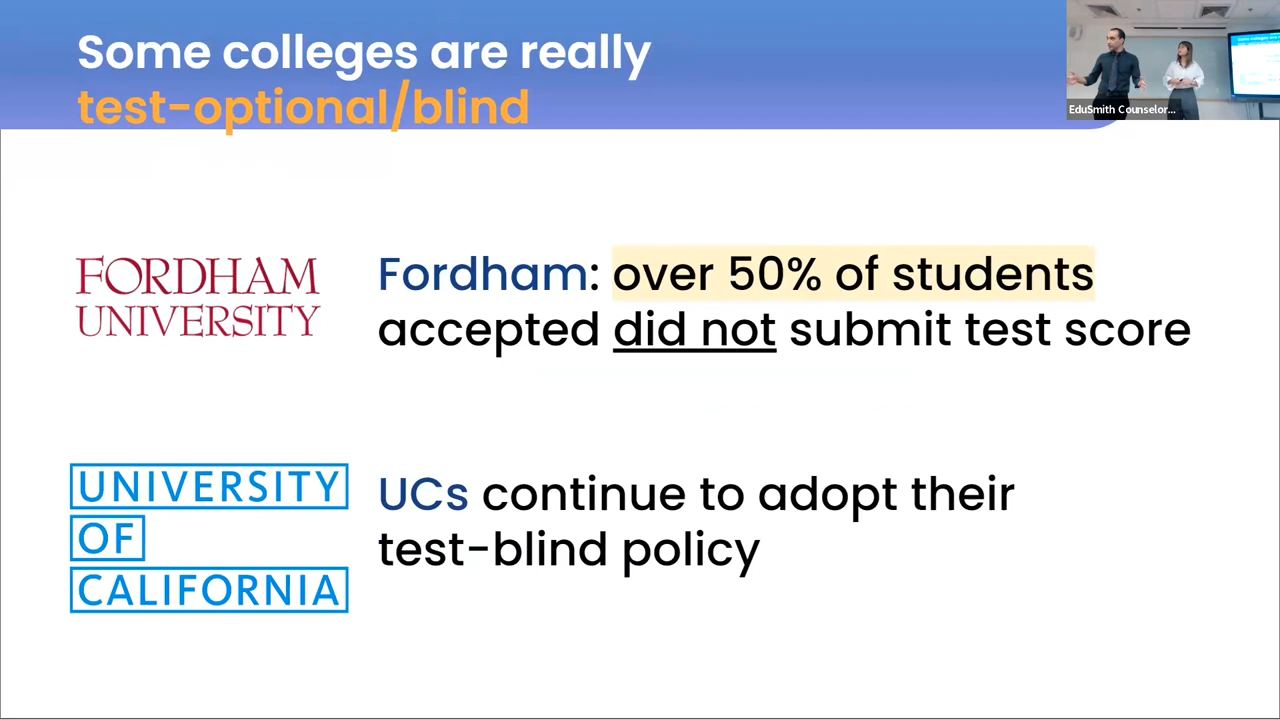 Some colleges are really
test-optional/blind
EduSmith Counselor...
FORDHAM
UNIVERSITY
Fordham: over 50% of students
accepted did not submit test score
UNIVERSITY
OF
CALIFORNIA
UCs continue to adopt their
test-blind policy